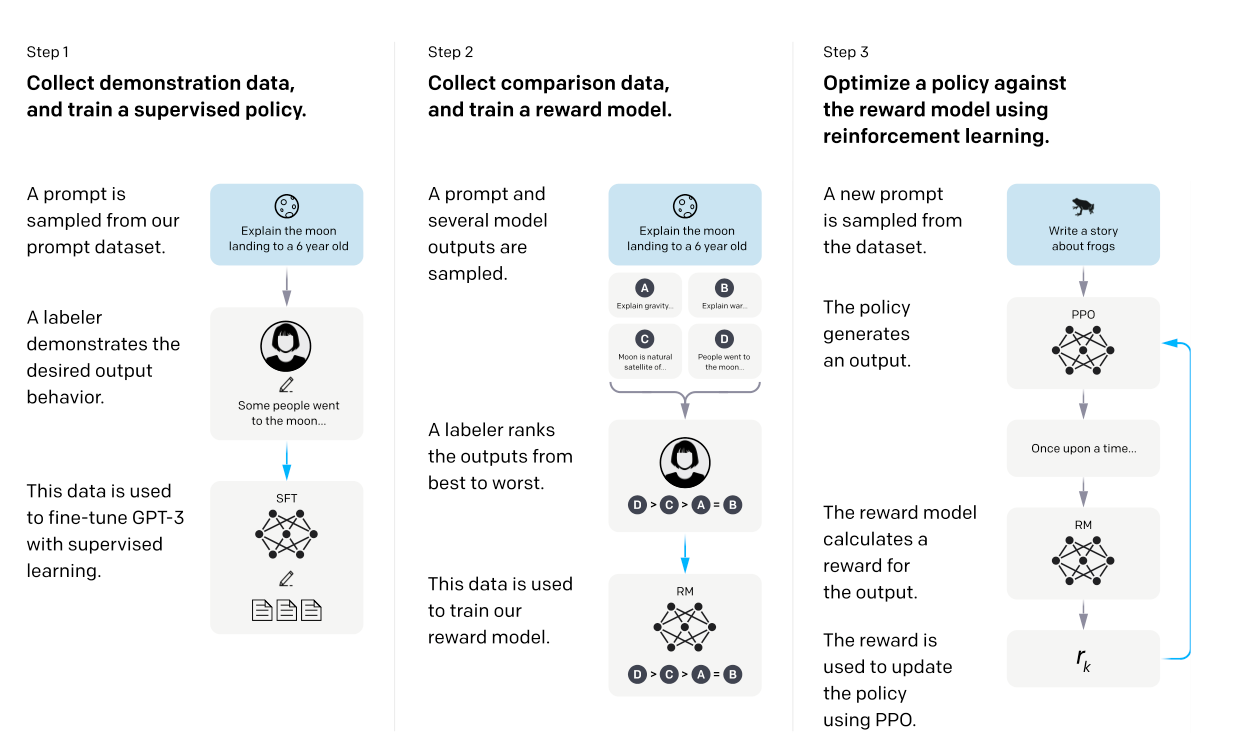 Step 1
Collect demonstration data,
and train a supervised policy.
A prompt is
sampled from our
prompt dataset.
Explain the moon
landing to a 6 year old
A labeler
demonstrates the
desired output
behavior.
Some people went
to the moon...
This data is used
to fine-tune GPT-3
with supervised
learning.
SFT
Step 2
Collect comparison data,
and train a reward model.
A prompt and
several model
outputs are
sampled.
Explain the moon
landing to a 6 year old
A
Explain gravity...
B
Explain war...
C
Moon is natural
satellite of...
D
People went to
the moon...
A labeler ranks
the outputs from
best to worst.
D > C > A = B
This data is used
to train our
reward model.
RM
D > C > A = B
Step 3
Optimize a policy against
the reward model using
reinforcement learning.
A new prompt
is sampled from
the dataset.
Write a story
about frogs
The policy
generates
an output.
PPO
Once upon a time...
The reward model
calculates a
reward for
the output.
RM
The reward is
used to update
the policy
using PPO.
r_k